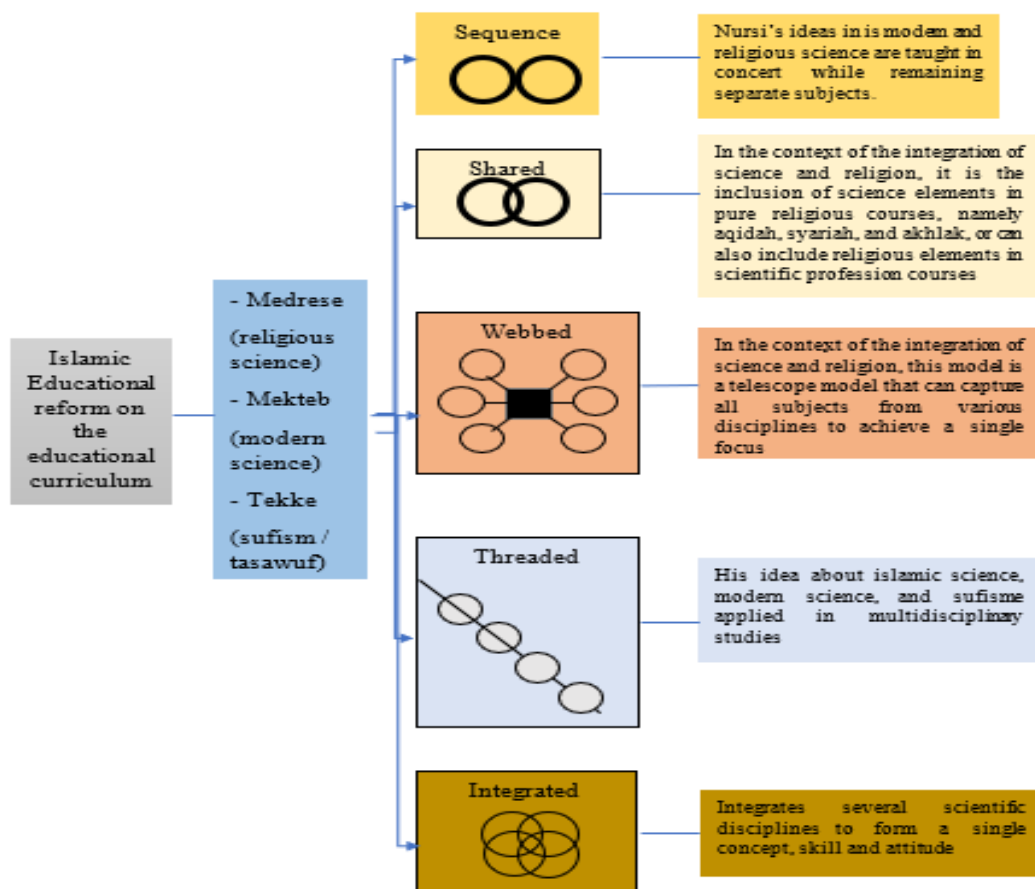 Islamic
Educational
reform on
the
educational
curriculum
- Medrese
(religious
science)
- Mekteb
(modern
science)
- Tekke
(sufism /
tasawuf)
Sequence
Nursi's ideas in is modern and
religious science are taught in
concert while remaining
separate subjects.
Shared
In the context of the integration of
science and religion, it is the
inclusion of science elements in
pure religious courses, namely
aqidah, syariah, and akhlak, or can
also include religious elements in
scientific profession courses
Webbed
In the context of the integration of
science and religion, this model is
a telescope model that can capture
all subjects from various
disciplines to achieve a single
focus
Threaded
His idea about islamic science,
modern science, and sufisme
applied in multidisciplinary
studies
Integrated
Integrates several scientific
disciplines to form a single
concept, skill and attitude